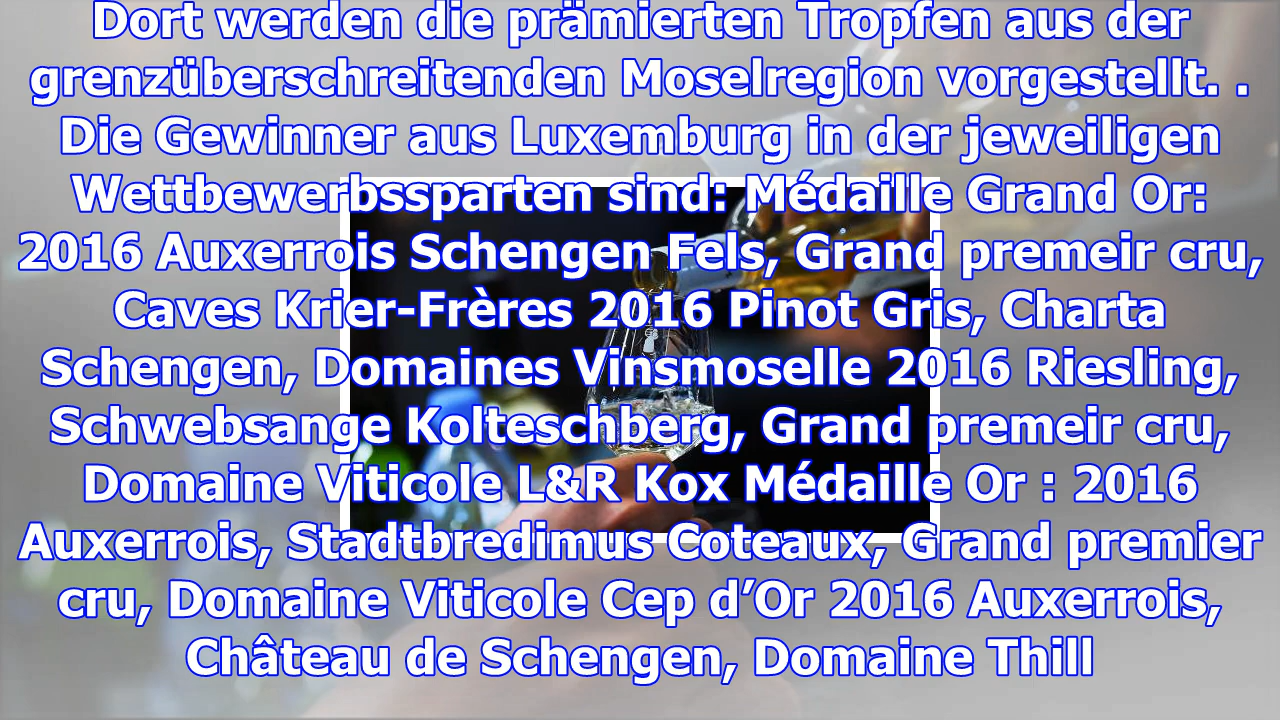 Dort werden die prämierten Tropfen aus der
grenzüberschreitenden Moselregion vorgestellt. .
Die Gewinner aus Luxemburg in der jeweiligen
Wettbewerbssparten sind: Médaille Grand Or:
2016 Auxerrois Schengen Fels, Grand premeir cru,
Caves Krier-Frères 2016 Pinot Gris, Charta
Schengen, Domaines Vinsmoselle 2016 Riesling,
Schwebsange Kolteschberg, Grand premeir cru,
Domaine Viticole L&R Kox Médaille Or : 2016
Auxerrois, Stadtbredimus Coteaux, Grand premier
cru, Domaine Viticole Cep d’Or 2016 Auxerrois,
Château de Schengen, Domaine Thill